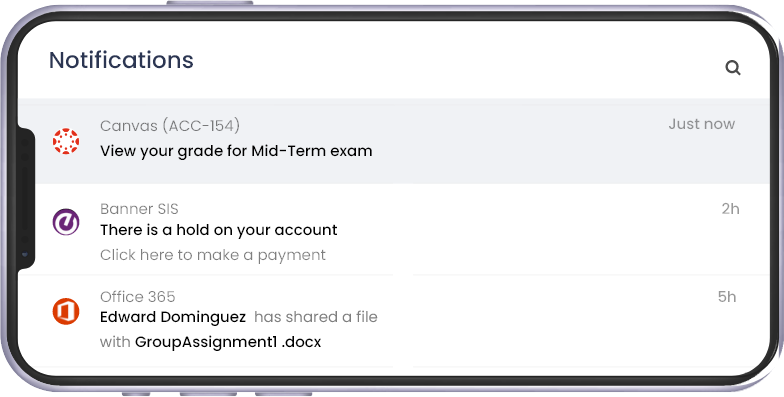 Notifications
Canvas (ACC-154)
Just now
View your grade for Mid-Term exam
Banner SIS
2h
There is a hold on your account
Click here to make a payment
Office 365
5h
Edward Dominguez has shared a file
with GroupAssignment1 .docx